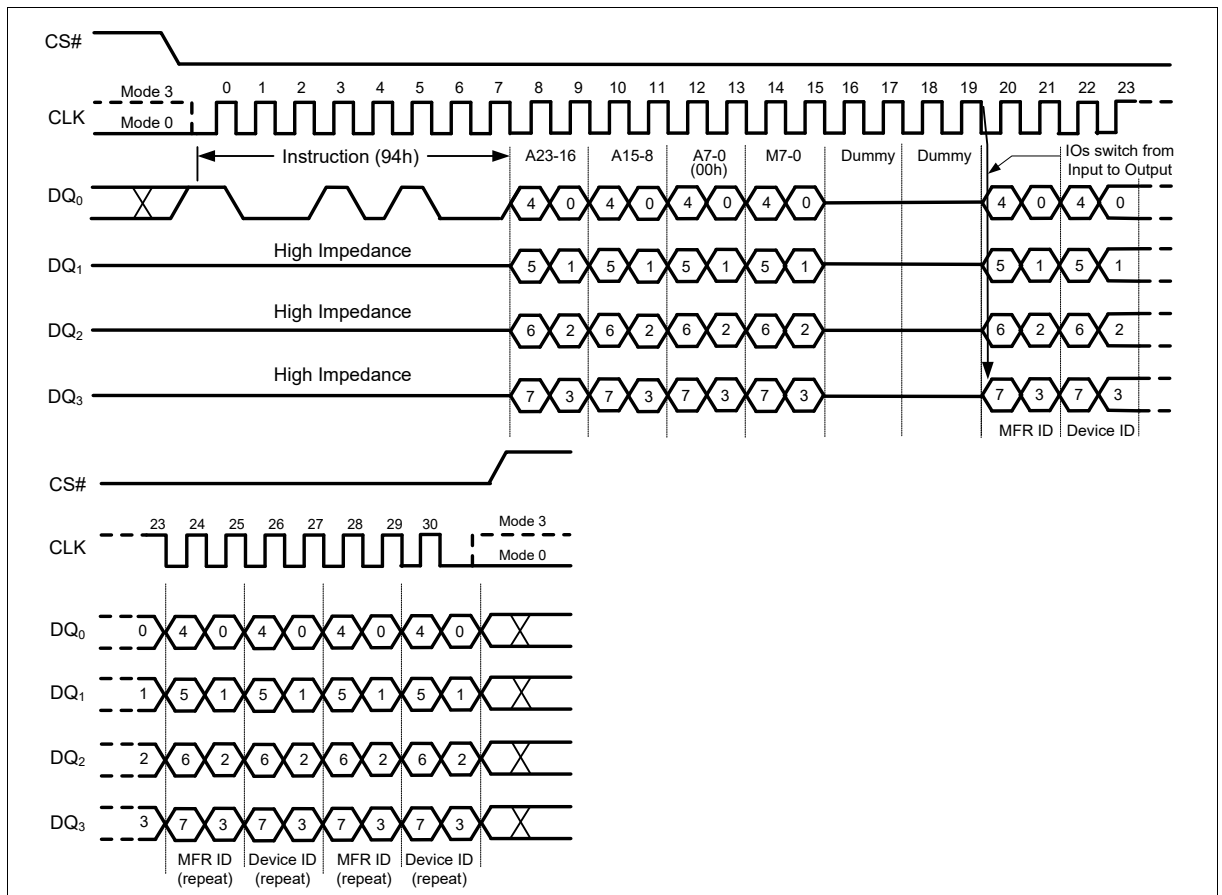 CS#
Mode 3
Mode 0
CLK
0 1 2 3 4 5 6 7 8 9 10 11 12 13 14 15 16 17 18 19 20 21 22 23
Instruction (94h)
A23-16 A15-8 A7-0 M7-0 Dummy Dummy
(00h)
IOs switch from
Input to Output
DQ0 4 0 4 0 4 0 4 0 4 0 4 0
High Impedance
DQ1 5 1 5 1 5 1 5 1 5 1 5 1
High Impedance
DQ2 6 2 6 2 6 2 6 2 6 2 6 2
High Impedance
DQ3 7 3 7 3 7 3 7 3 7 3 7 3
MFR ID Device ID
CS#
23 24 25 26 27 28 29 30
Mode 3
CLK
Mode 0
DQ0 0 4 0 4 0 4 0 4 0
DQ1 1 5 1 5 1 5 1 5 1
DQ2 2 6 2 6 2 6 2 6 2
DQ3 3 7 3 7 3 7 3 7 3
MFR ID Device ID MFR ID Device ID
(repeat) (repeat) (repeat) (repeat)